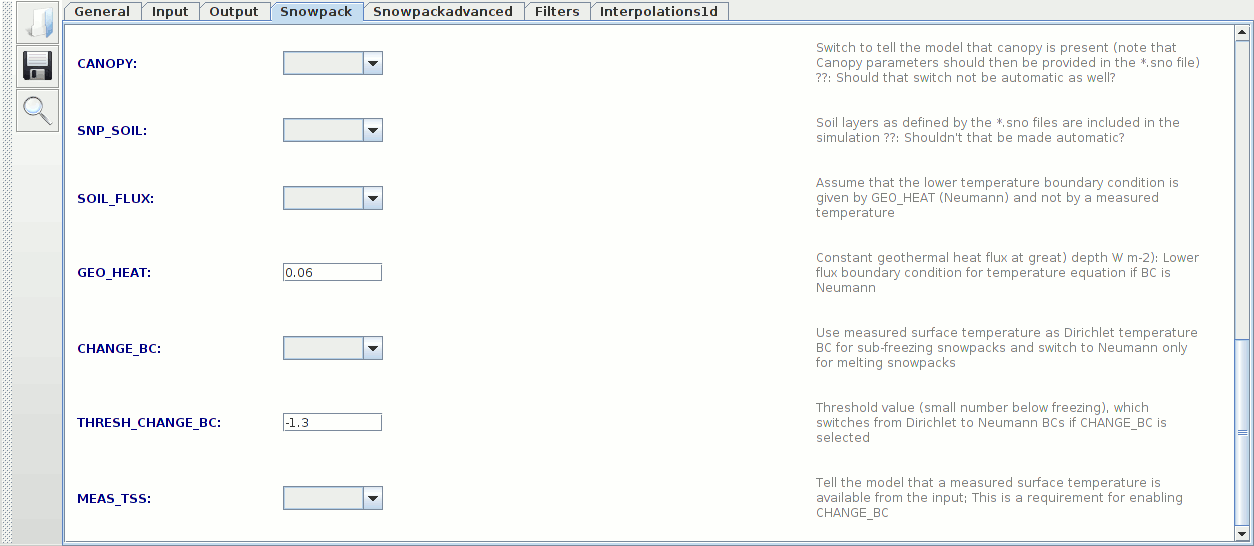 General Input Output Snowpack Snowpackadvanced Filters Interpolations1d
CANOPY:
Switch to tell the model that canopy is present (note that
Canopy parameters should then be provided in the *.sno file)
??: Should that switch not be automatic as well?
SNP_SOIL:
Soil layers as defined by the *.sno files are included in the
simulation ??: Shouldn't that be made automatic?
SOIL_FLUX:
Assume that the lower temperature boundary condition is
given by GEO_HEAT (Neumann) and not by a measured
temperature
GEO_HEAT: 0.06
Constant geothermal heat flux at great) depth W m-2): Lower
flux boundary condition for temperature equation if BC is
Neumann
CHANGE_BC:
Use measured surface temperature as Dirichlet temperature
BC for sub-freezing snowpacks and switch to Neumann only
for melting snowpacks
THRESH_CHANGE_BC: -1.3
Threshold value (small number below freezing), which
switches from Dirichlet to Neumann BCs if CHANGE_BC is
selected
MEAS_TSS:
Tell the model that a measured surface temperature is
available from the input; This is a requirement for enabling
CHANGE_BC